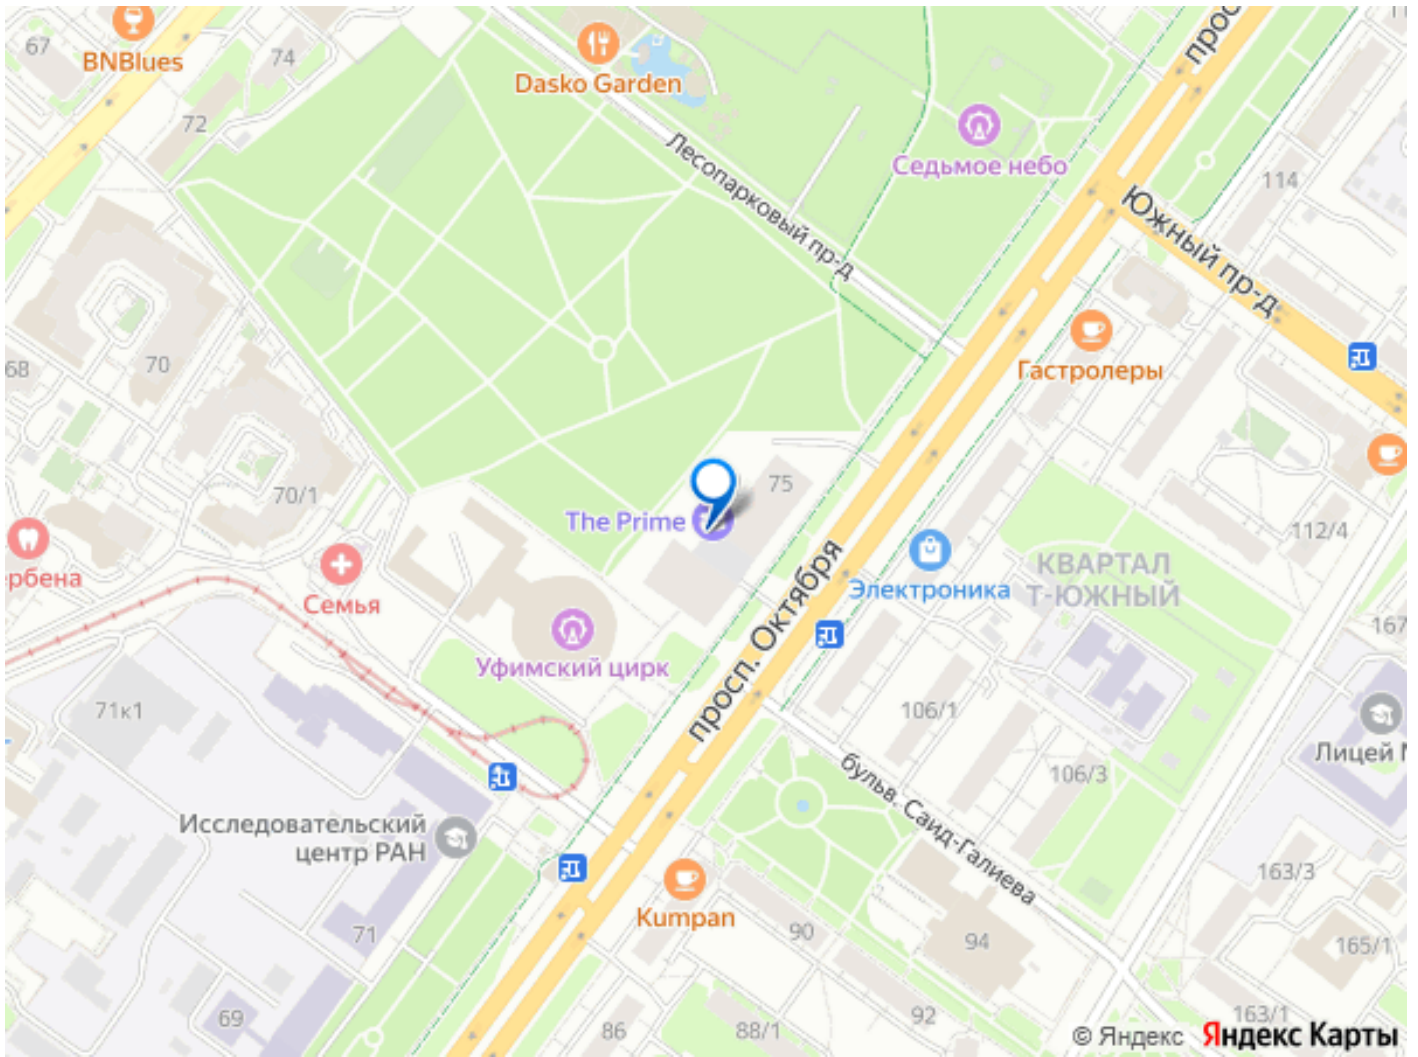 67
BNBlues
74
72
Dasko Garden
Седьмое небо
Лесопарковый пр-д
114
Южный пр-д
70
68
70/1
Гастролеры
75
The Prime
112/4
КВАРТАЛ
Т-ЮЖНЫЙ
Электроника
просп. Октября
Семья
Уфимский цирк
71к1
106/1
106/3
167
Лицей
бульв. Саид-Галиева
Исследовательский
центр РАН
Kumpan
71
69
90
94
92
86
88/1
163/3
165/1
163/1
© Яндекс Яндекс Карты